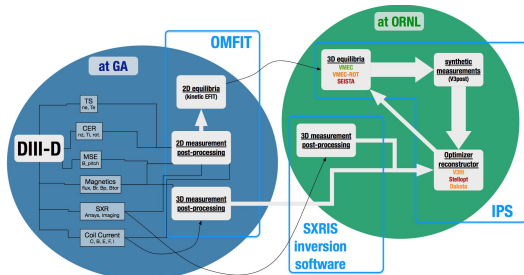 OMFIT
at GA
at ORNL
2D equilibria
(kinetic EFIT)
3D equilibria
VMEC
VMEC-ROT
SEISTA
synthetic
measurements
(V3post)
TS
ne, Te
CER
nz, Ti, rot.
MSE
B_pitch
Magnetics
flux, Br, Bp, Btor
SXR
Arrays, Imaging
Coil Current
C, B, E, F, I
DIII-D
2D measurement
post-processing
3D measurement
post-processing
3D measurement
post-processing
Optimizer
reconstructor
V3fit
Stellopt
Dakota
SXRIS
inversion
software
IPS